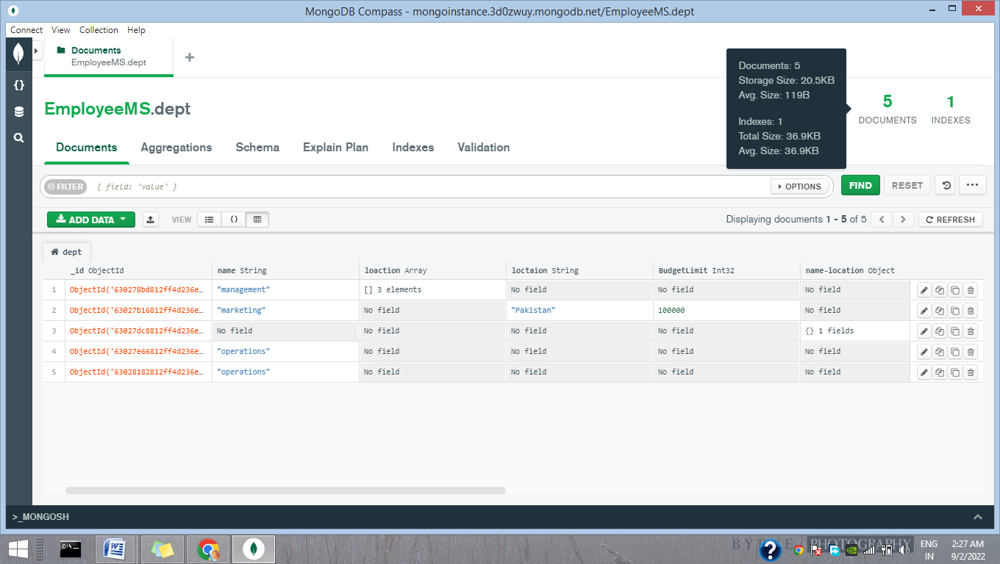 MongoDB Compass - mongoinstance.3d0zwuy.mongodb.net/EmployeeMS.dept
Connect View Collection Help
Documents
EmployeeMS.dept
Documents: 5
Storage Size: 20.5KB
Avg. Size: 119B
Indexes: 1
Total Size: 36.9KB
Avg. Size: 36.9KB
EmployeeMS.dept
5 DOCUMENTS
1 INDEXES
Documents Aggregations Schema Explain Plan Indexes Validation
FILTER { field: 'value' } OPTIONS FIND RESET
ADD DATA VIEW {} Displaying documents 1 - 5 of 5 REFRESH
dept
_id ObjectId name String loaction Array loctaion String BudgetLimit Int32 name-location Object
1 ObjectId('630278bd812ff4d236e… "management" [] 3 elements No field No field No field
2 ObjectId('63027b16812ff4d236e… "marketing" No field "Pakistan" 100000 No field
3 ObjectId('63027dc8812ff4d236e… No field No field No field No field {} 1 fields
4 ObjectId('63027e66812ff4d236e… "operations" No field No field No field No field
5 ObjectId('63028182812ff4d236e… "operations" No field No field No field No field
>_MONGOSH
PHOTOGRAPHY
ENG 2:27 AM
IN 9/2/2022